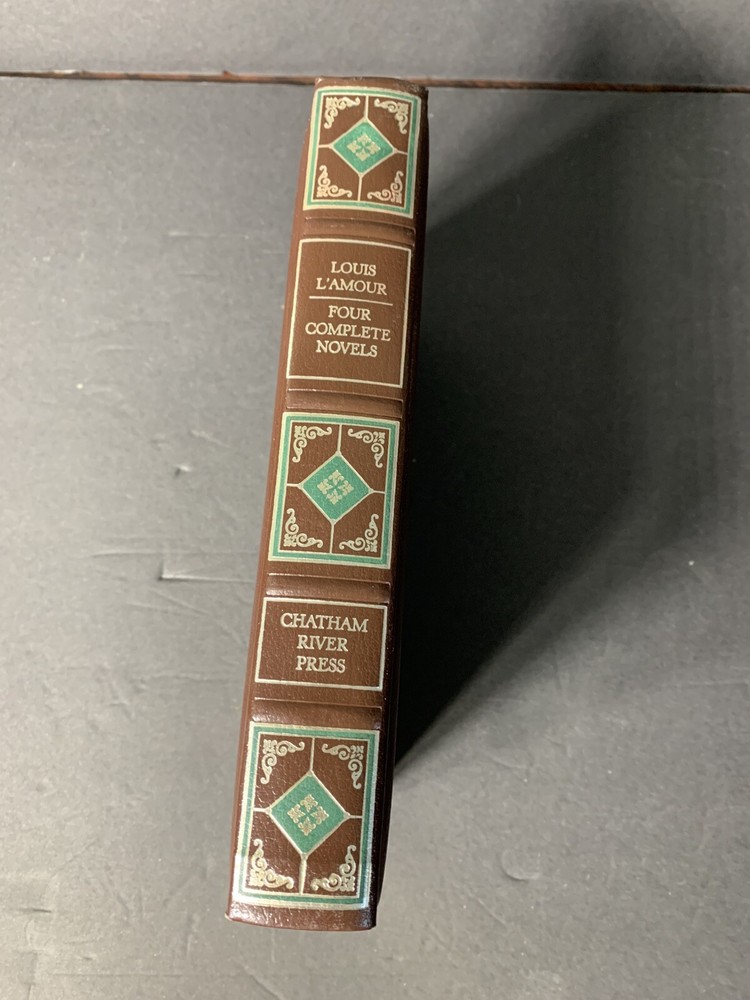 LOUIS
L'AMOUR
FOUR
COMPLETE
NOVELS
CHATHAM
RIVER
PRESS